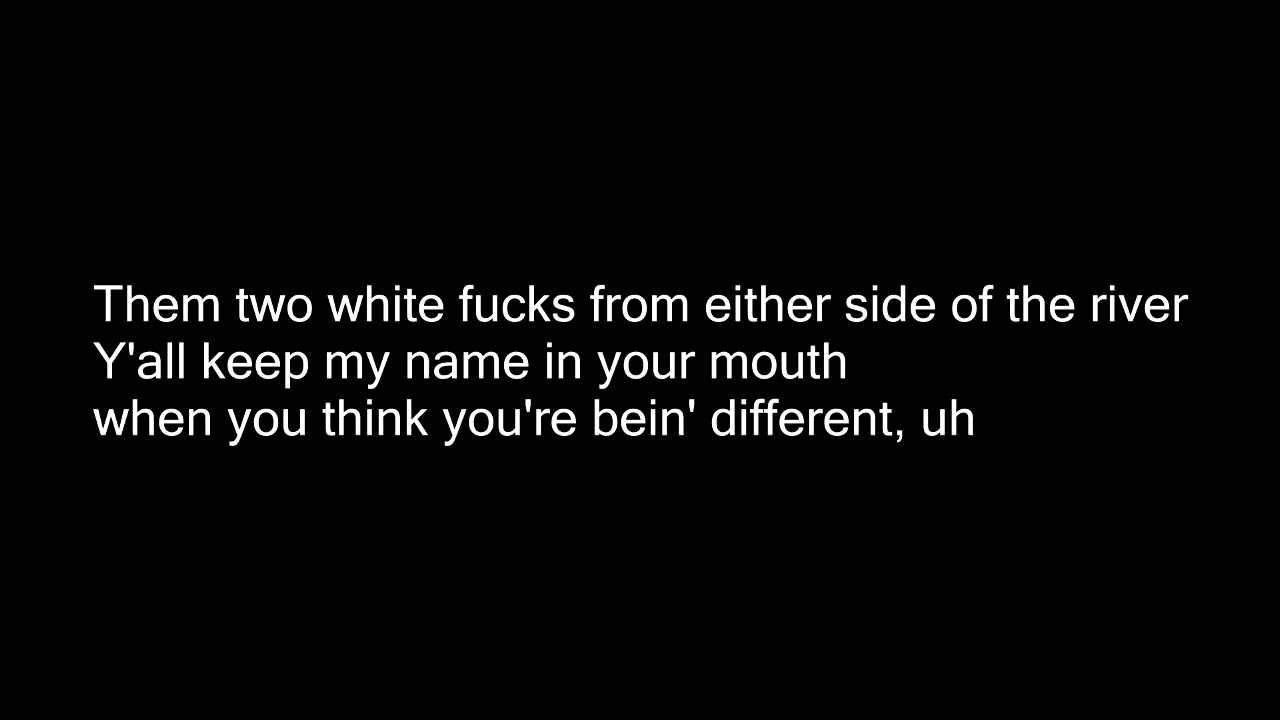 Them two white fucks from either side of the river
Y'all keep my name in your mouth
when you think you're bein' different, uh